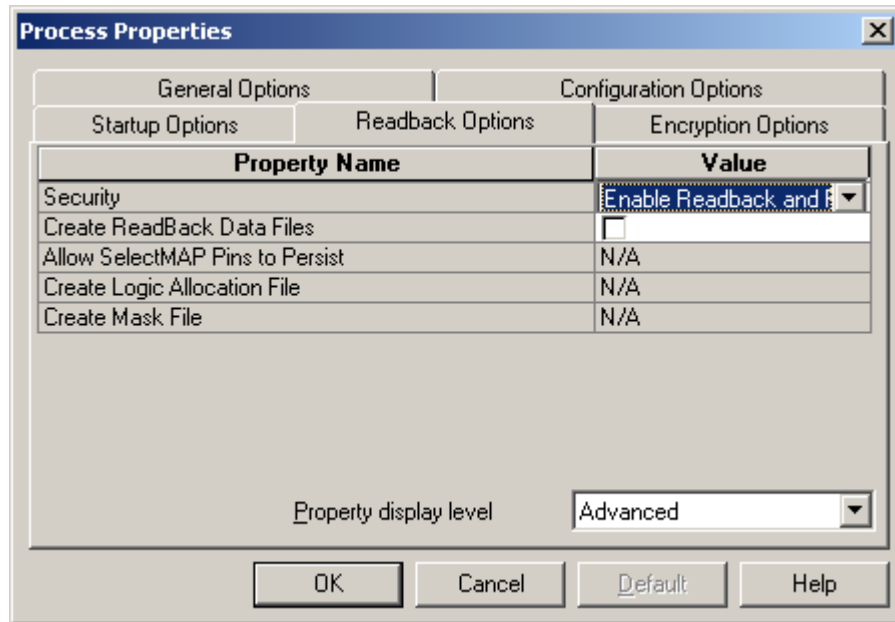 Process Properties
General Options Configuration Options
Startup Options Readback Options Encryption Options
Property Name Value
Security Enable Readback and
Create ReadBack Data Files
Allow SelectMAP Pins to Persist N/A
Create Logic Allocation File N/A
Create Mask File N/A
Property display level Advanced
OK Cancel Default Help